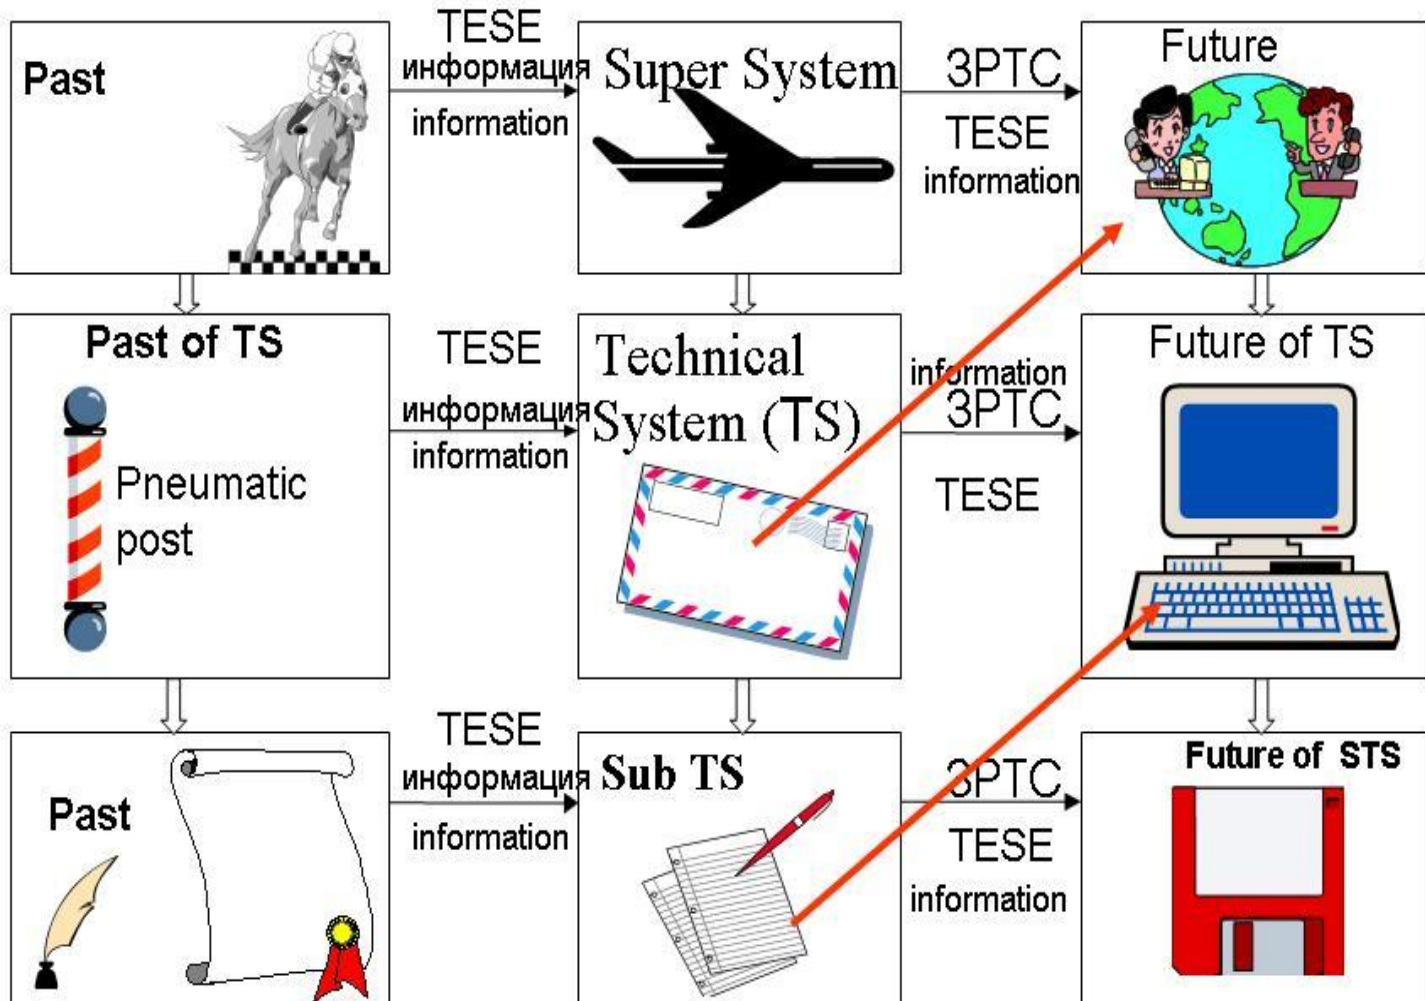 Past
TESE
информация
information
Super System
ЗРТС
TESE
information
Future
Past of TS
Pneumatic
post
TESE
информация
information
Technical
System (TS)
information
ЗРТС
TESE
Future of TS
Past
TESE
информация
information
Sub TS
ЗРТС
TESE
information
Future of STS